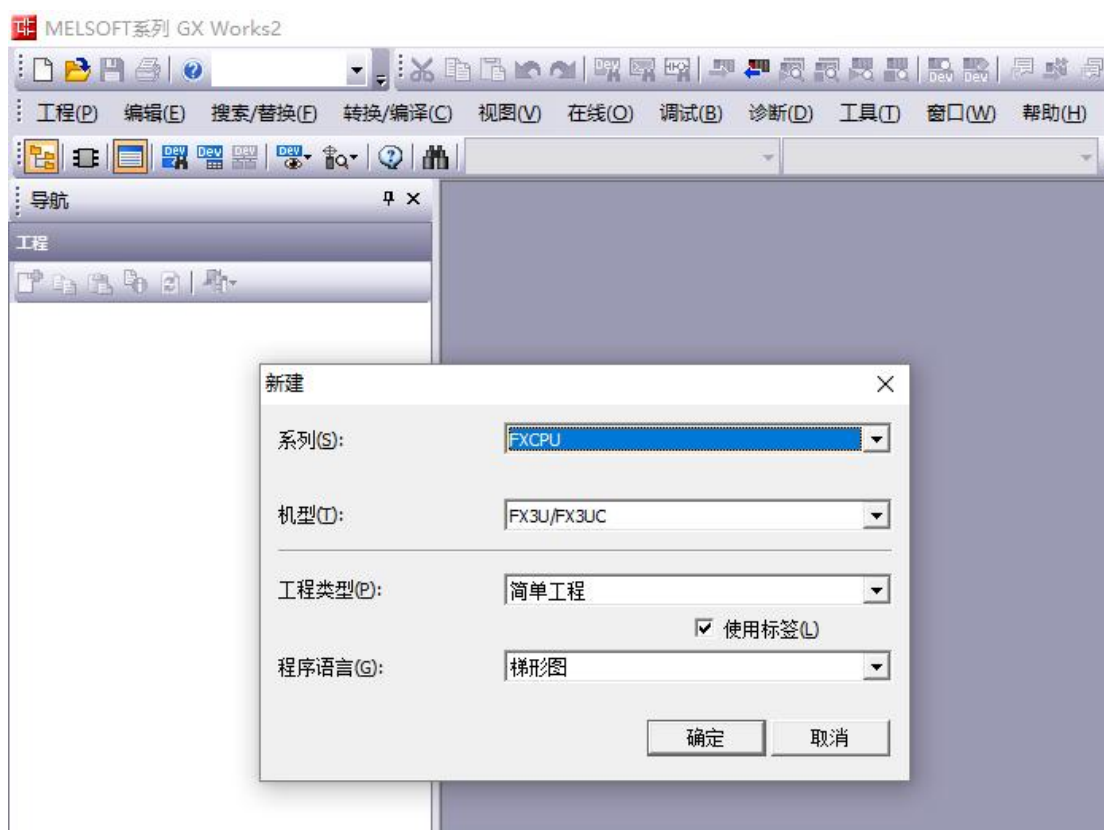 MELSOFT系列 GX Works2
工程(P) 编辑(E) 搜索/替换(F) 转换/编译(C) 视图(V) 在线(O) 调试(B) 诊断(D) 工具(T) 窗口(W) 帮助(H)
导航
工程
新建
系列(S): FXCPU
机型(T): FX3U/FX3UC
工程类型(P): 简单工程
使用标签(L)
程序语言(G): 梯形图
确定 取消